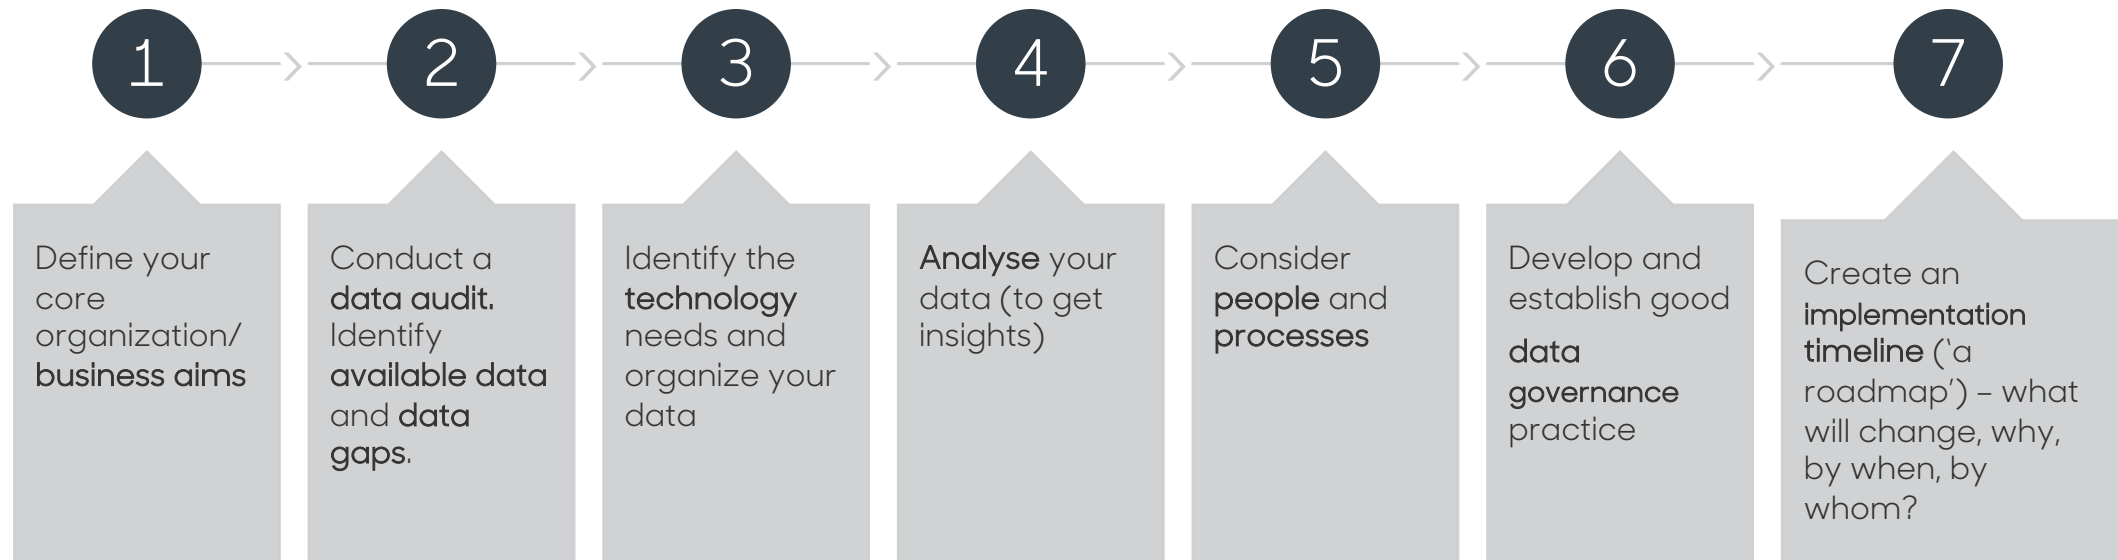 1
2
3
4
5
6
7
Define your
core
organization/
business aims
Conduct a
data audit.
Identify
available data
and data
gaps.
Identify the
technology
needs and
organize your
data
Analyse your
data (to get
insights)
Consider
people and
processes
Develop and
establish good
data
governance
practice
Create an
implementation
timeline (‘a
roadmap’) – what
will change, why,
by when, by
whom?